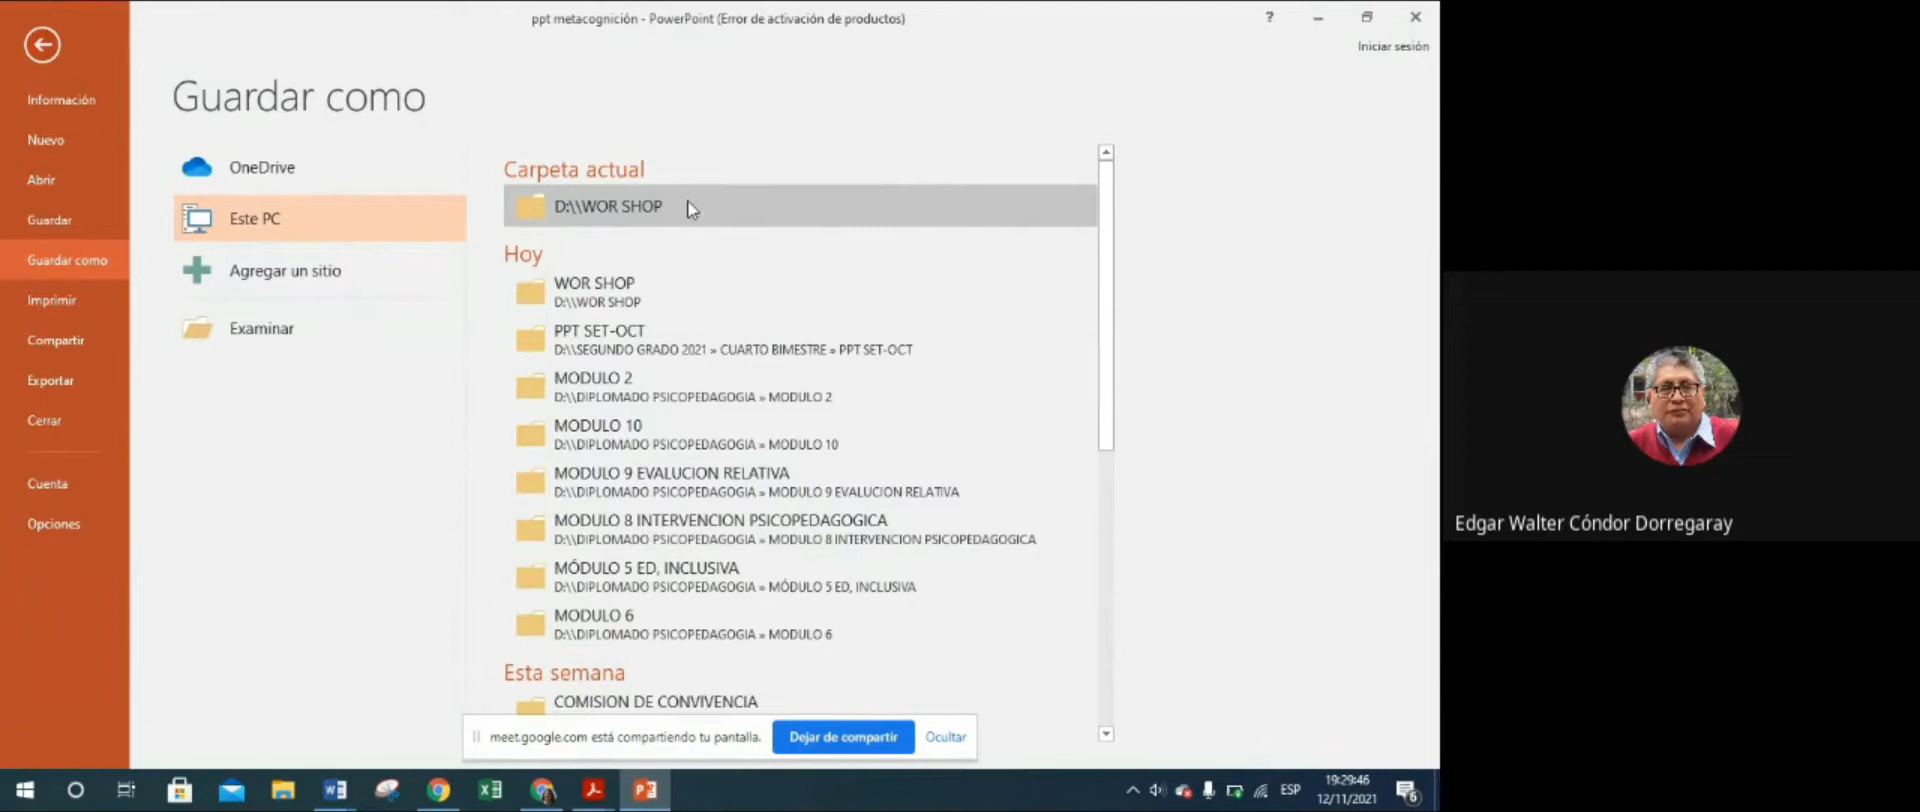 ppt metacognición - PowerPoint (Error de activación de productos)
?
Iniciar sesión
Información
Nuevo
Abrir
Guardar
Guardar como
Imprimir
Compartir
Exportar
Cerrar
Cuenta
Opciones
Guardar como
OneDrive
Este PC
Agregar un sitio
Examinar
Carpeta actual
D:\\WOR SHOP
Hoy
WOR SHOP
D:\\WOR SHOP
PPT SET-OCT
D:\\SEGUNDO GRADO 2021 » CUARTO BIMESTRE » PPT SET-OCT
MODULO 2
D:\\DIPLOMADO PSICOPEDAGOGIA » MODULO 2
MODULO 10
D:\\DIPLOMADO PSICOPEDAGOGIA » MODULO 10
MODULO 9 EVALUCION RELATIVA
D:\\DIPLOMADO PSICOPEDAGOGIA » MODULO 9 EVALUCION RELATIVA
MODULO 8 INTERVENCION PSICOPEDAGOGICA
D:\\DIPLOMADO PSICOPEDAGOGIA » MODULO 8 INTERVENCION PSICOPEDAGOGICA
MÓDULO 5 ED, INCLUSIVA
D:\\DIPLOMADO PSICOPEDAGOGIA » MÓDULO 5 ED, INCLUSIVA
MODULO 6
D:\\DIPLOMADO PSICOPEDAGOGIA » MODULO 6
Esta semana
COMISION DE CONVIVENCIA
meet.google.com está compartiendo tu pantalla.
Dejar de compartir
Ocultar
Edgar Walter Cóndor Dorregaray
ESP
19:29:46
12/11/2021